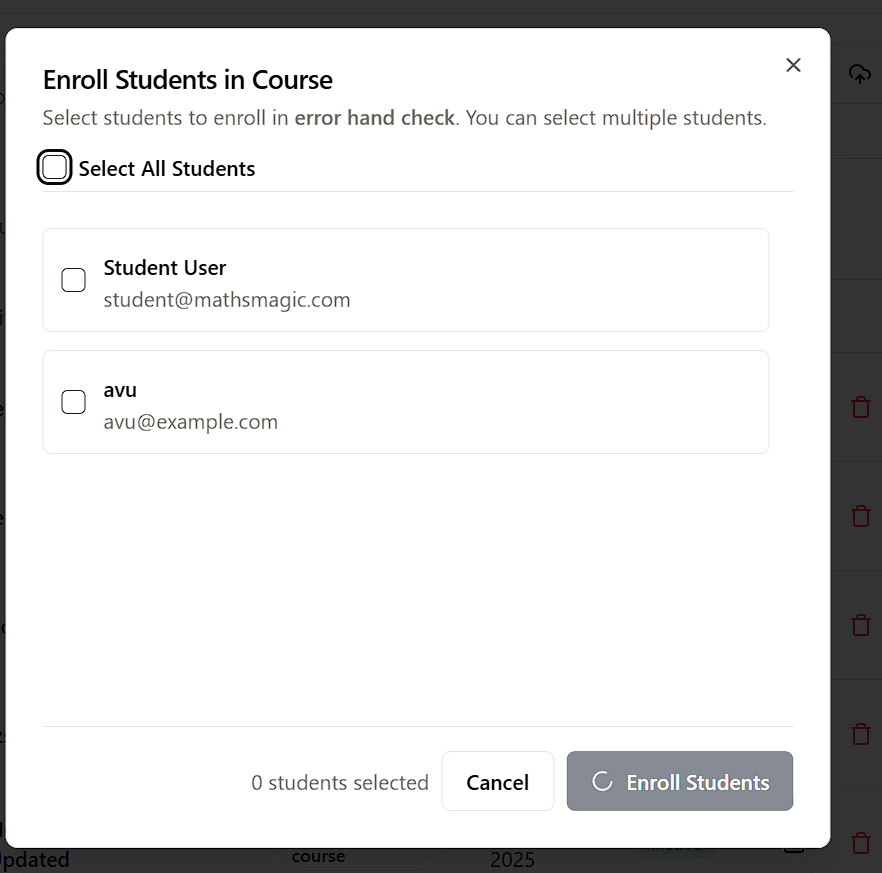 Enroll Students in Course
Select students to enroll in error hand check. You can select multiple students.
Select All Students
Student User
student@mathsmagic.com
avu
avu@example.com
0 students selected
Cancel
Enroll Students
course
2025
pdated